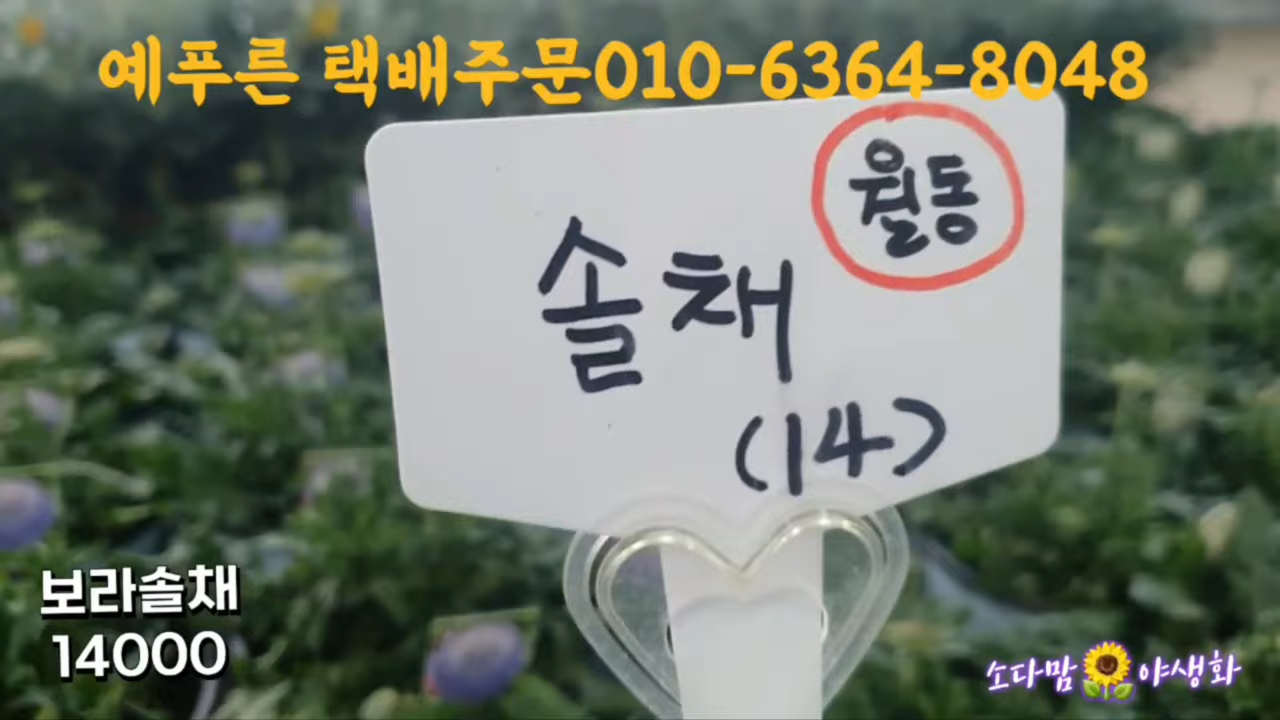 예푸른 택배주문010-6364-8048
월동
솔채
(14)
보라솔채
14000
소다맘 야생화